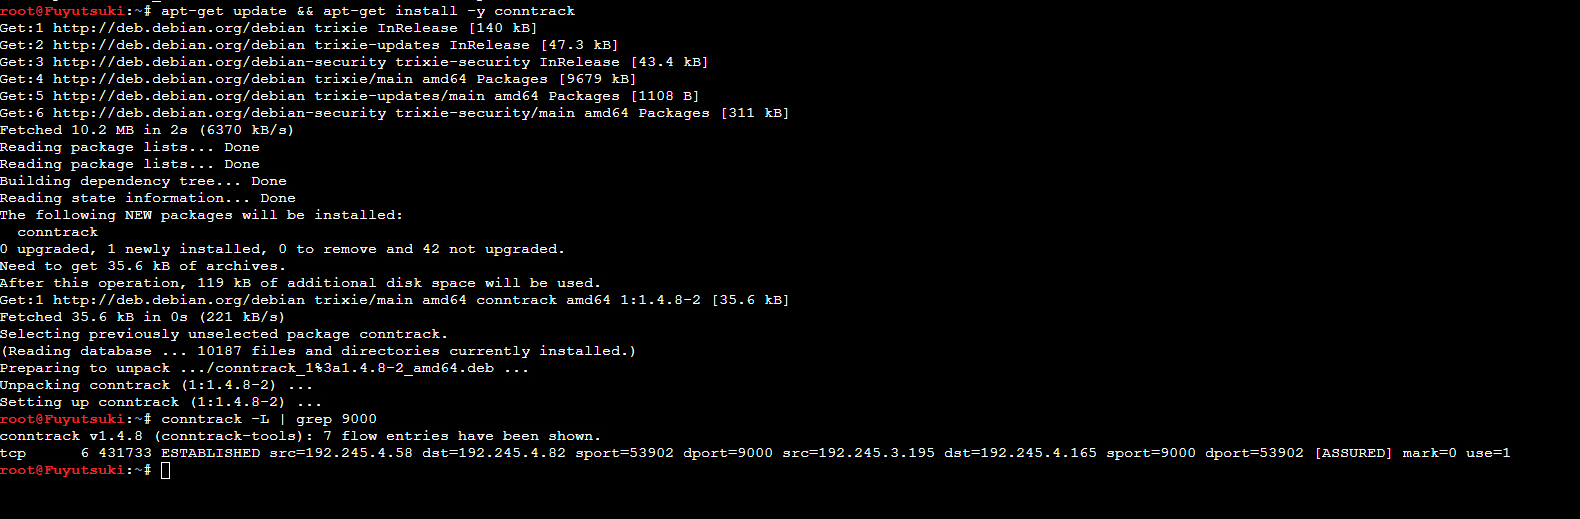 root@Fuyutsuki:~# apt-get update && apt-get install -y conntrack
Get:1 http://deb.debian.org/debian trixie InRelease [140 kB]
Get:2 http://deb.debian.org/debian trixie-updates InRelease [47.3 kB]
Get:3 http://deb.debian.org/debian-security trixie-security InRelease [43.4 kB]
Get:4 http://deb.debian.org/debian trixie/main amd64 Packages [9679 kB]
Get:5 http://deb.debian.org/debian trixie-updates/main amd64 Packages [1108 B]
Get:6 http://deb.debian.org/debian-security trixie-security/main amd64 Packages [311 kB]
Fetched 10.2 MB in 2s (6370 kB/s)
Reading package lists... Done
Reading package lists... Done
Building dependency tree... Done
Reading state information... Done
The following NEW packages will be installed:
  conntrack
0 upgraded, 1 newly installed, 0 to remove and 42 not upgraded.
Need to get 35.6 kB of archives.
After this operation, 119 kB of additional disk space will be used.
Get:1 http://deb.debian.org/debian trixie/main amd64 conntrack amd64 1:1.4.8-2 [35.6 kB]
Fetched 35.6 kB in 0s (221 kB/s)
Selecting previously unselected package conntrack.
(Reading database ... 10187 files and directories currently installed.)
Preparing to unpack .../conntrack_1%3a1.4.8-2_amd64.deb ...
Unpacking conntrack (1:1.4.8-2) ...
Setting up conntrack (1:1.4.8-2) ...
root@Fuyutsuki:~# conntrack -L | grep 9000
conntrack v1.4.8 (conntrack-tools): 7 flow entries have been shown.
tcp      6 431733 ESTABLISHED src=192.245.4.58 dst=192.245.4.82 sport=53902 dport=9000 src=192.245.3.195 dst=192.245.4.165 sport=9000 dport=53902 [ASSURED] mark=0 use=1
root@Fuyutsuki:~#